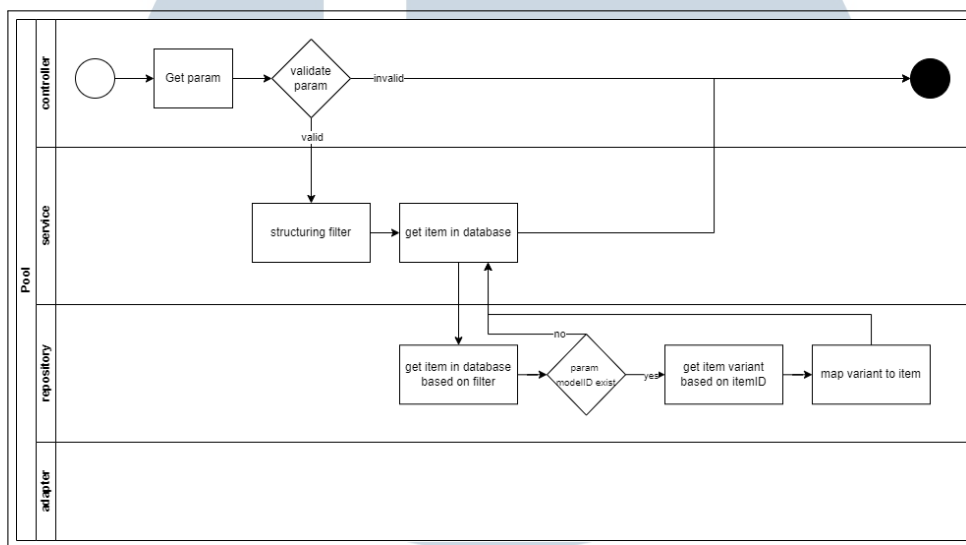 Pool
controller
Get param
validate
param
invalid
valid
service
structuring filter
get item in database
repository
get item in database
based on filter
no
param
modelID exist
yes
get item variant
based on itemID
map variant to item
adapter